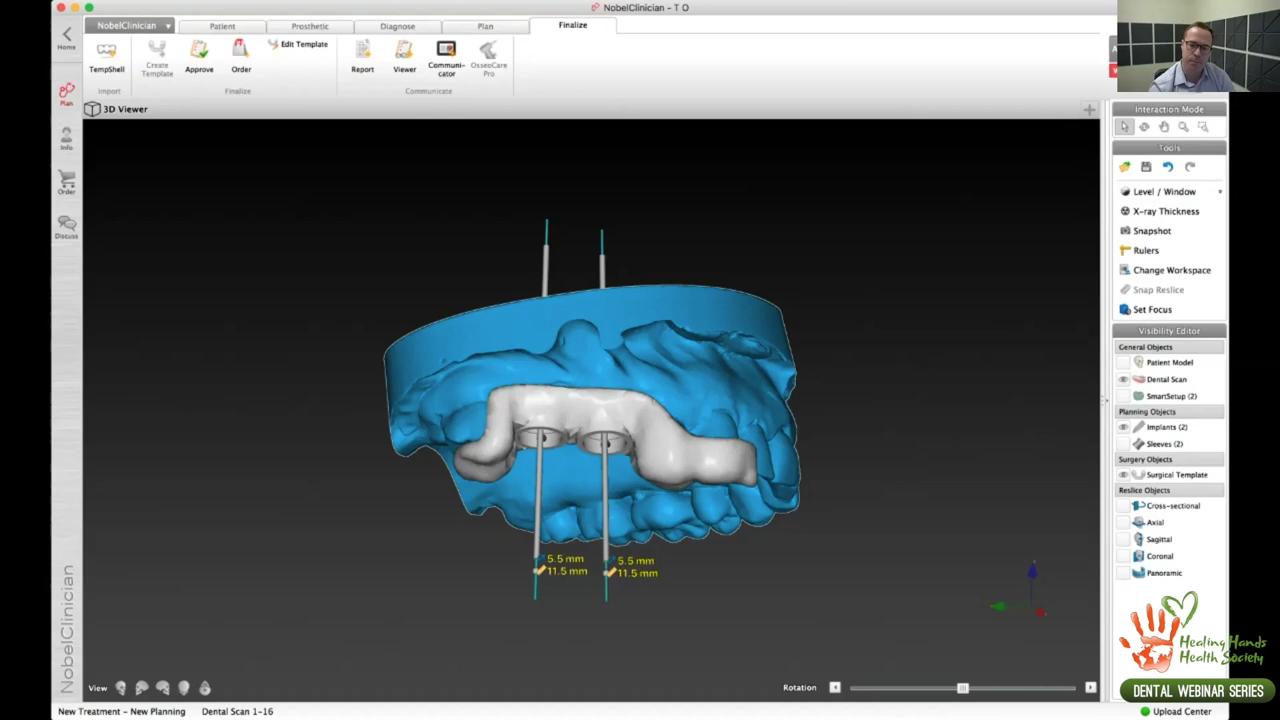 NobelClinician - T O
NobelClinician
Patient
Prosthetic
Diagnose
Plan
Finalize
Home
TempShell
Create
Template
Approve
Order
Edit Template
Report
Viewer
Communi-
cator
OsseoCare
Pro
Import
Finalize
Communicate
Plan
Info
Order
Discuss
NobelClinician
3D Viewer
5.5 mm
11.5 mm
5.5 mm
11.5 mm
Interaction Mode
Tools
Level / Window
X-ray Thickness
Snapshot
Rulers
Change Workspace
Snap Reslice
Set Focus
Visibility Editor
General Objects
Patient Model
Dental Scan
SmartSetup (2)
Planning Objects
Implants (2)
Sleeves (2)
Surgery Objects
Surgical Template
Reslice Objects
Cross-sectional
Axial
Sagittal
Coronal
Panoramic
Healing Hands
Health Society
DENTAL WEBINAR SERIES
View
Rotation
New Treatment - New Planning
Dental Scan 1-16
Upload Center